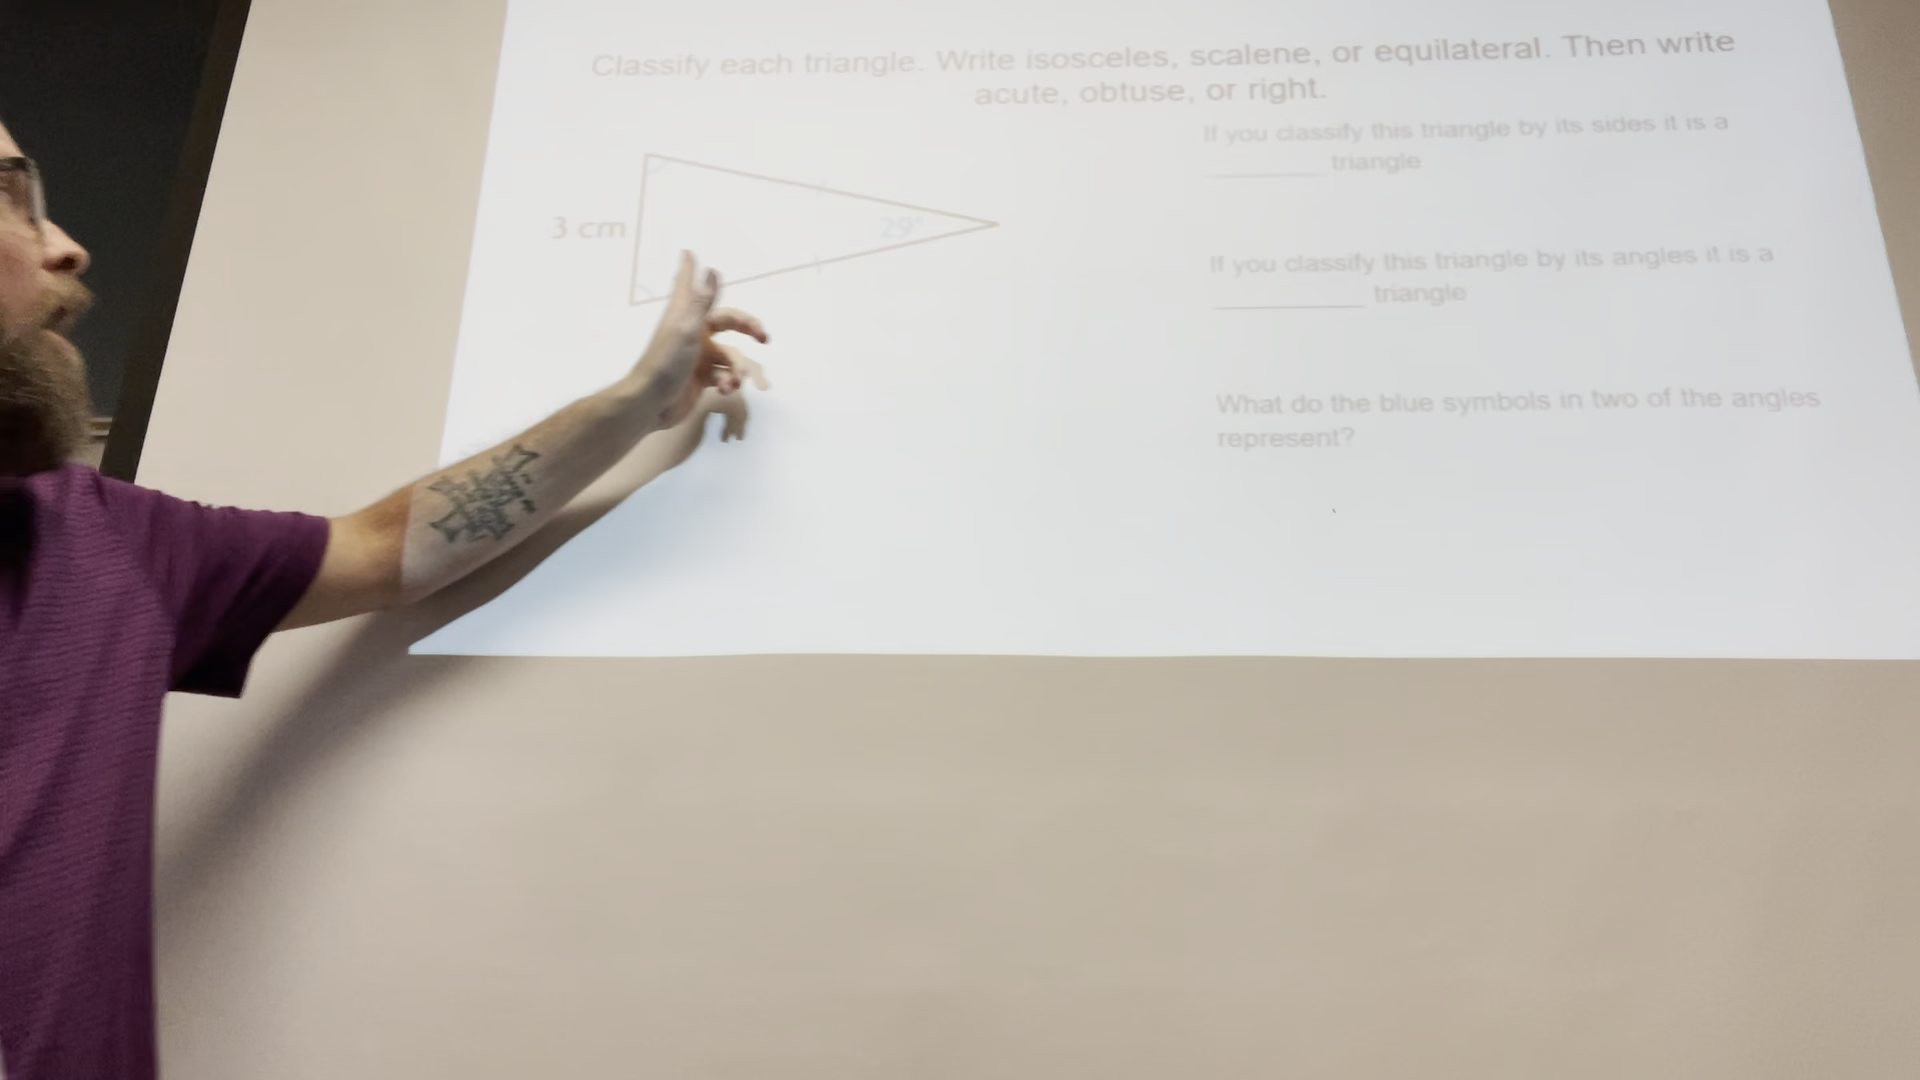 Classify each triangle. Write isosceles, scalene, or equilateral. Then write
acute, obtuse, or right.
If you classify this triangle by its sides it is a
________ triangle
3 cm
29°
If you classify this triangle by its angles it is a
__________ triangle
What do the blue symbols in two of the angles
represent?